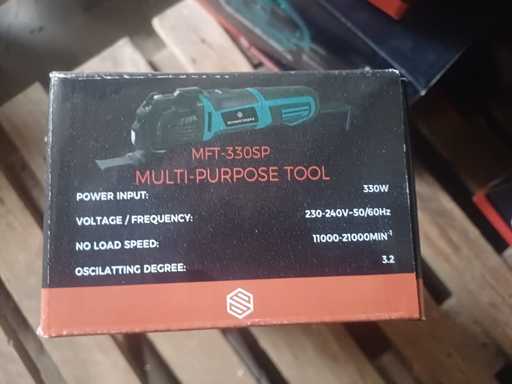 MFT-330SP
MULTI-PURPOSE TOOL
POWER INPUT: 330W
VOLTAGE / FREQUENCY: 230-240V~50/60Hz
NO LOAD SPEED: 11000-21000MIN⁻¹
OSCILATTING DEGREE: 3.2